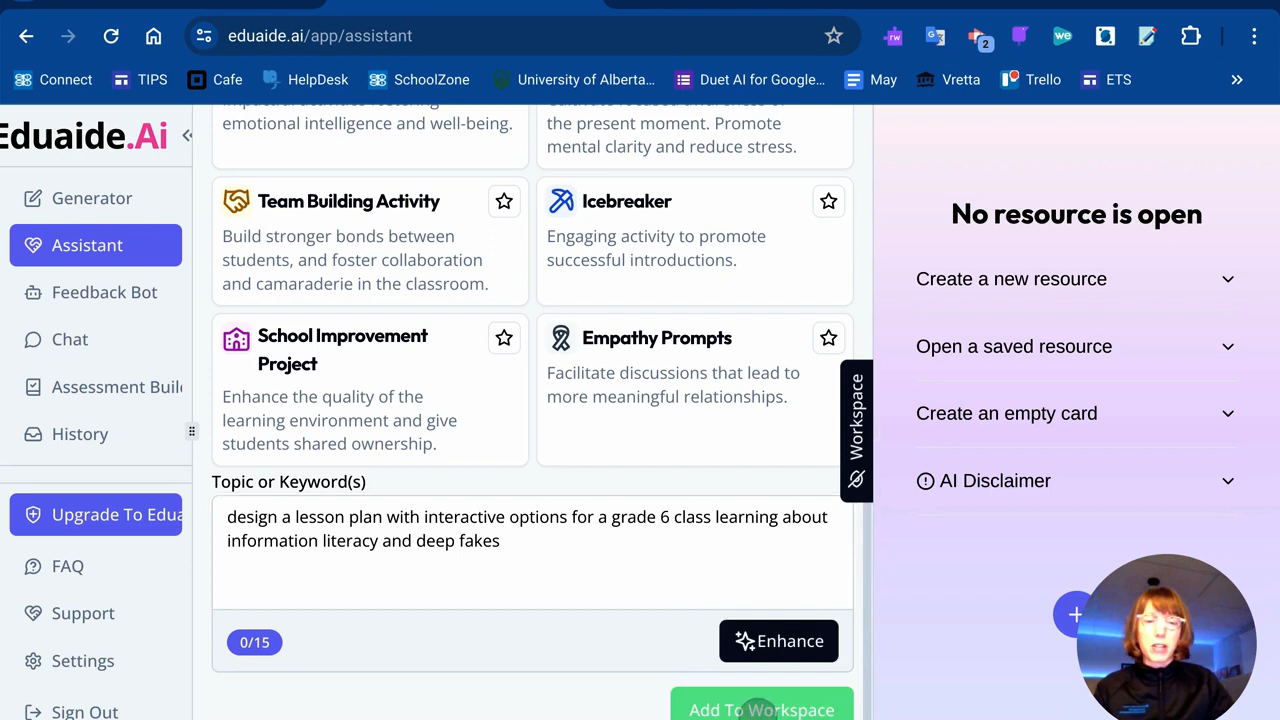 eduaide.ai/app/assistant
2
Connect
TIPS
Cafe
HelpDesk
SchoolZone
University of Alberta...
Duet AI for Google...
May
Vretta
Trello
ETS
Eduaide.Ai
Generator
Assistant
Feedback Bot
Chat
Assessment Buil
History
Upgrade To Edua
FAQ
Support
Settings
Sign Out
emotional intelligence and well-being.
the present moment. Promote
mental clarity and reduce stress.
Team Building Activity
Build stronger bonds between
students, and foster collaboration
and camaraderie in the classroom.
Icebreaker
Engaging activity to promote
successful introductions.
School Improvement
Project
Enhance the quality of the
learning environment and give
students shared ownership.
Empathy Prompts
Facilitate discussions that lead to
more meaningful relationships.
Topic or Keyword(s)
design a lesson plan with interactive options for a grade 6 class learning about
information literacy and deep fakes
0/15
Enhance
Add To Workspace
Workspace
No resource is open
Create a new resource
Open a saved resource
Create an empty card
AI Disclaimer